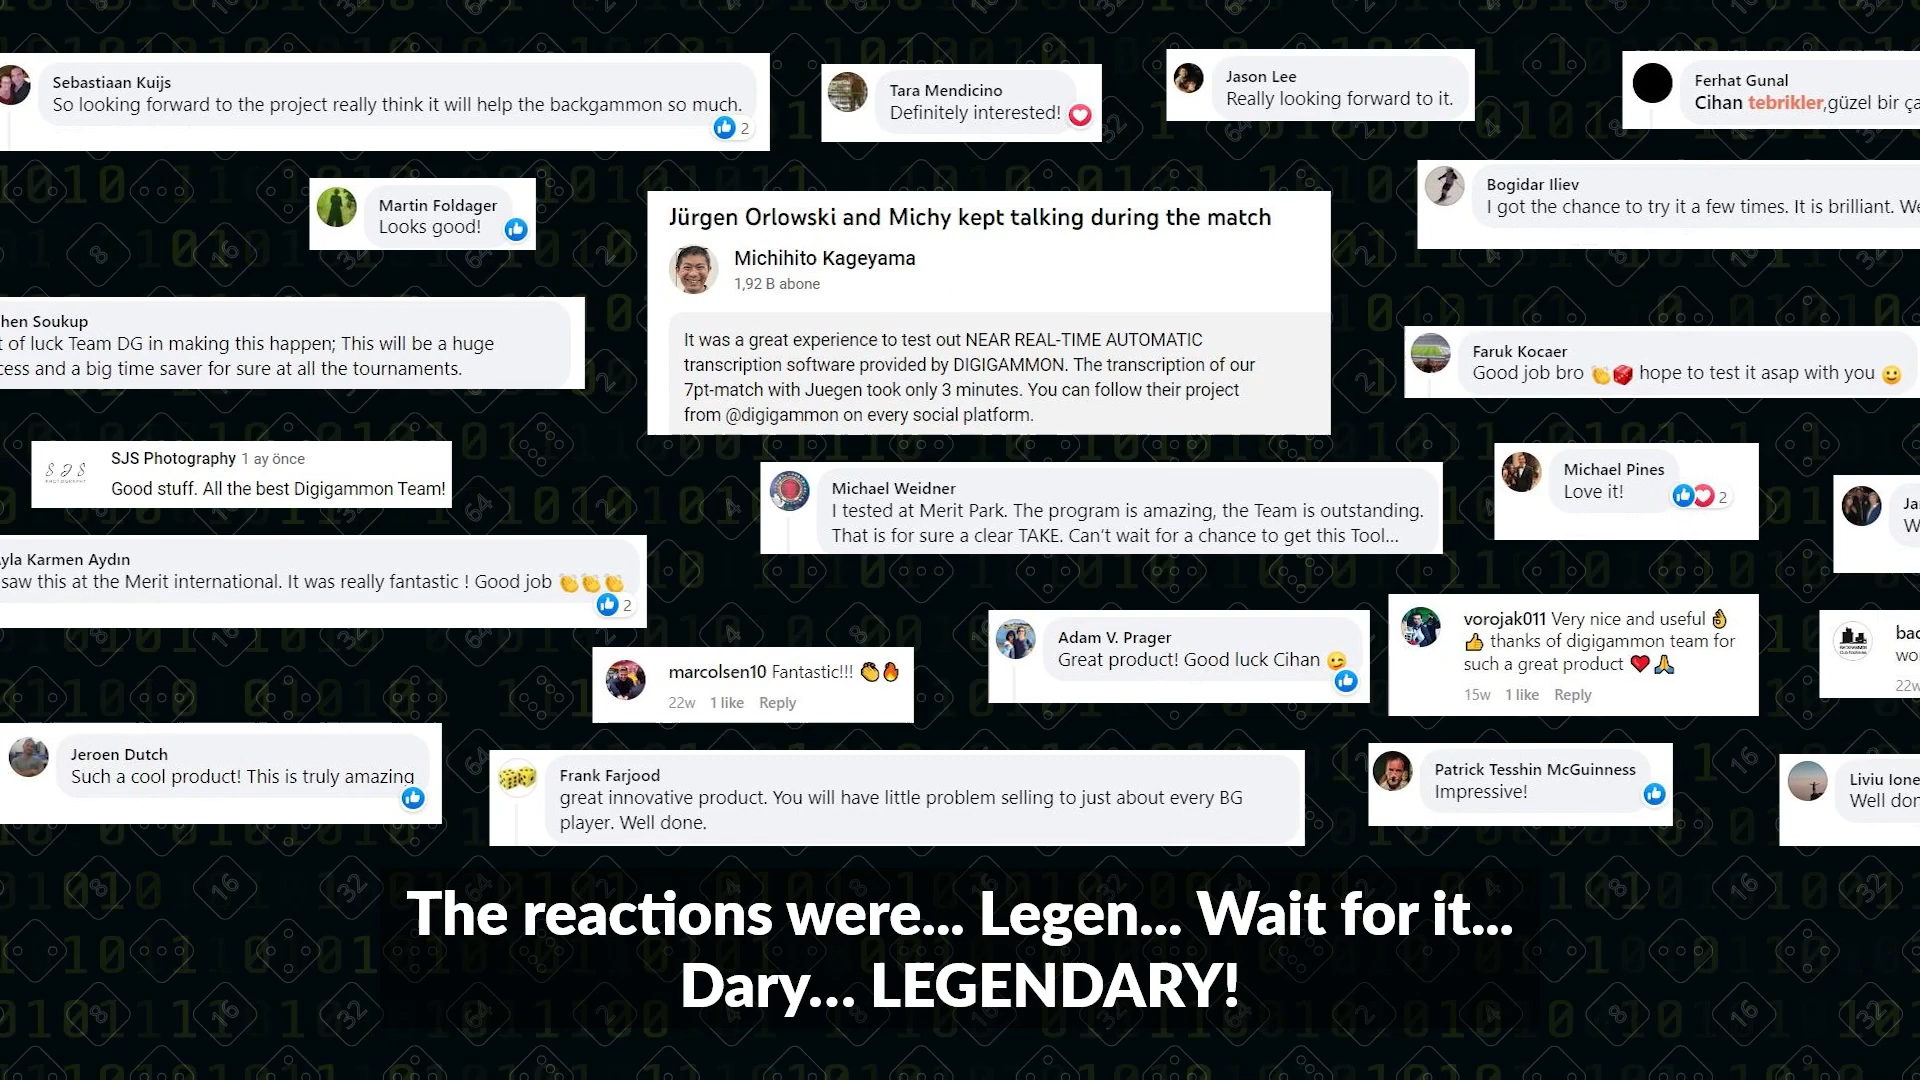 Sebastiaan Kuijs
So looking forward to the project really think it will help the backgammon so much.
2
Tara Mendicino
Definitely interested!
Jason Lee
Really looking forward to it.
Ferhat Gunal
Cihan tebrikler,güzel bir ça
Martin Foldager
Looks good!
Jürgen Orlowski and Michy kept talking during the match
Michihito Kageyama
1,92 B abone
It was a great experience to test out NEAR REAL-TIME AUTOMATIC
transcription software provided by DIGIGAMMON. The transcription of our
7pt-match with Juegen took only 3 minutes. You can follow their project
from @digigammon on every social platform.
Bogidar Iliev
I got the chance to try it a few times. It is brilliant. We
hen Soukup
t of luck Team DG in making this happen; This will be a huge
cess and a big time saver for sure at all the tournaments.
Faruk Kocaer
Good job bro 👏🎲 hope to test it asap with you 🙂
SJS
PHOTOGRAPHY
SJS Photography 1 ay önce
Good stuff. All the best Digigammon Team!
Michael Weidner
I tested at Merit Park. The program is amazing, the Team is outstanding.
That is for sure a clear TAKE. Can't wait for a chance to get this Tool...
Michael Pines
Love it!
2
Ja
W
yla Karmen Aydın
saw this at the Merit international. It was really fantastic ! Good job 👏👏👏
2
marcolsen10 Fantastic!!! 👏🔥
22w 1 like Reply
Adam V. Prager
Great product! Good luck Cihan 😉
vorojak011 Very nice and useful 👌
👍 thanks of digigammon team for
such a great product ❤️🙏
15w 1 like Reply
bac
wo
22w
Jeroen Dutch
Such a cool product! This is truly amazing
Frank Farjood
great innovative product. You will have little problem selling to just about every BG
player. Well done.
Patrick Tesshin McGuinness
Impressive!
Liviu Ione
Well don
The reactions were... Legen... Wait for it...
Dary... LEGENDARY!